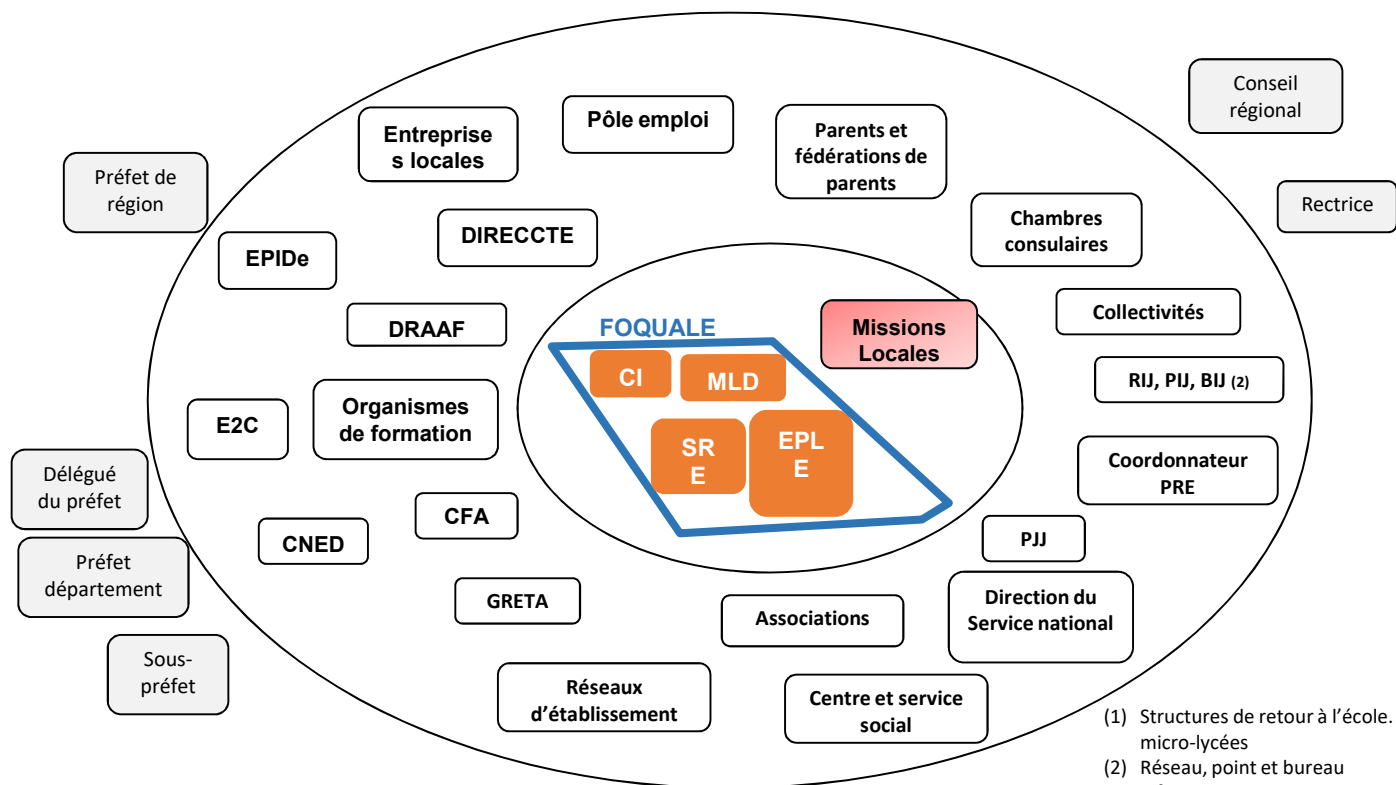 Conseil
régional
Pôle emploi
Entreprise
s locales
Parents et
fédérations de
parents
Préfet de
région
Rectrice
Chambres
consulaires
DIRECCTE
EPIDe
Collectivités
Missions
Locales
DRAAF
FOQUALE
CI
MLD
RIJ, PIJ, BIJ (2)
E2C
Organismes
de formation
SR
E
EPL
E
Coordonnateur
PRE
Délégué
du préfet
CFA
CNED
PJJ
Préfet
département
GRETA
Associations
Direction du
Service national
Sous-
préfet
Réseaux
d’établissement
Centre et service
social
(1) Structures de retour à l’école.
micro-lycées
(2) Réseau, point et bureau